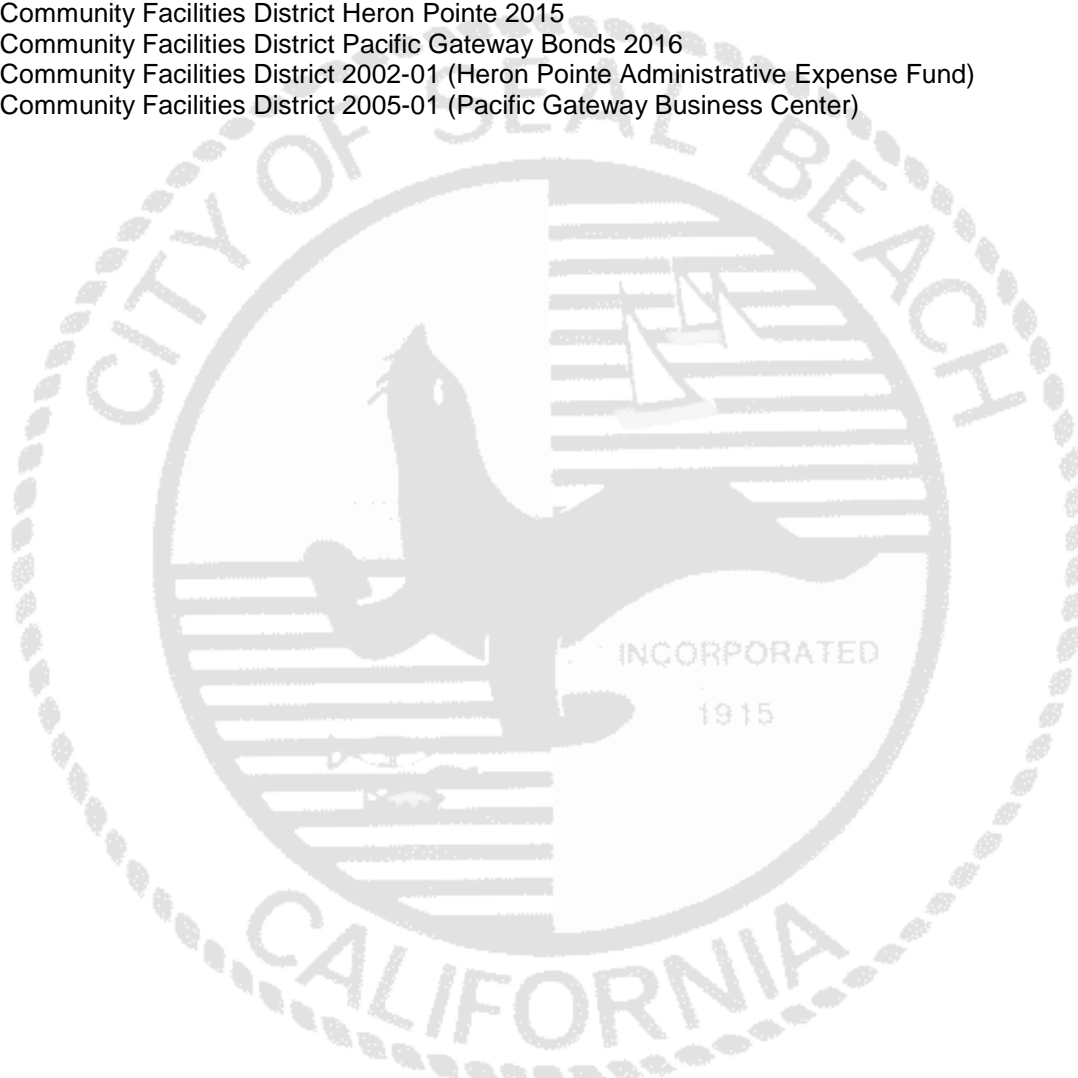 Community Facilities District Heron Pointe 2015
Community Facilities District Pacific Gateway Bonds 2016
Community Facilities District 2002-01 (Heron Pointe Administrative Expense Fund)
Community Facilities District 2005-01 (Pacific Gateway Business Center)
CITY OF SEAL BEACH
INCORPORATED
1915
CALIFORNIA